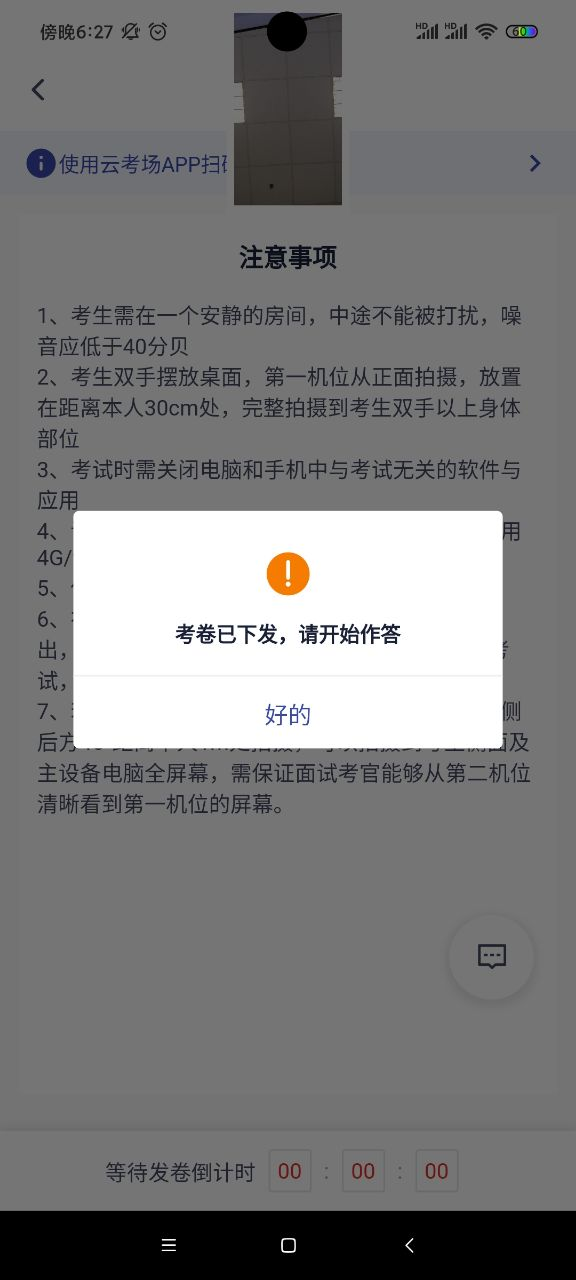 傍晚6:27
HD HD 60
使用云考场APP扫
注意事项
1、考生需在一个安静的房间，中途不能被打扰，噪
音应低于40分贝
2、考生双手摆放桌面，第一机位从正面拍摄，放置
在距离本人30cm处，完整拍摄到考生双手以上身体
部位
3、考试时需关闭电脑和手机中与考试无关的软件与
应用
4、 用
4G/
5、
6、
出，
试，
7、 侧
后方
主设备电脑全屏幕，需保证面试考官能够从第二机位
清晰看到第一机位的屏幕。
考卷已下发，请开始作答
好的
等待发卷倒计时 00 : 00 : 00